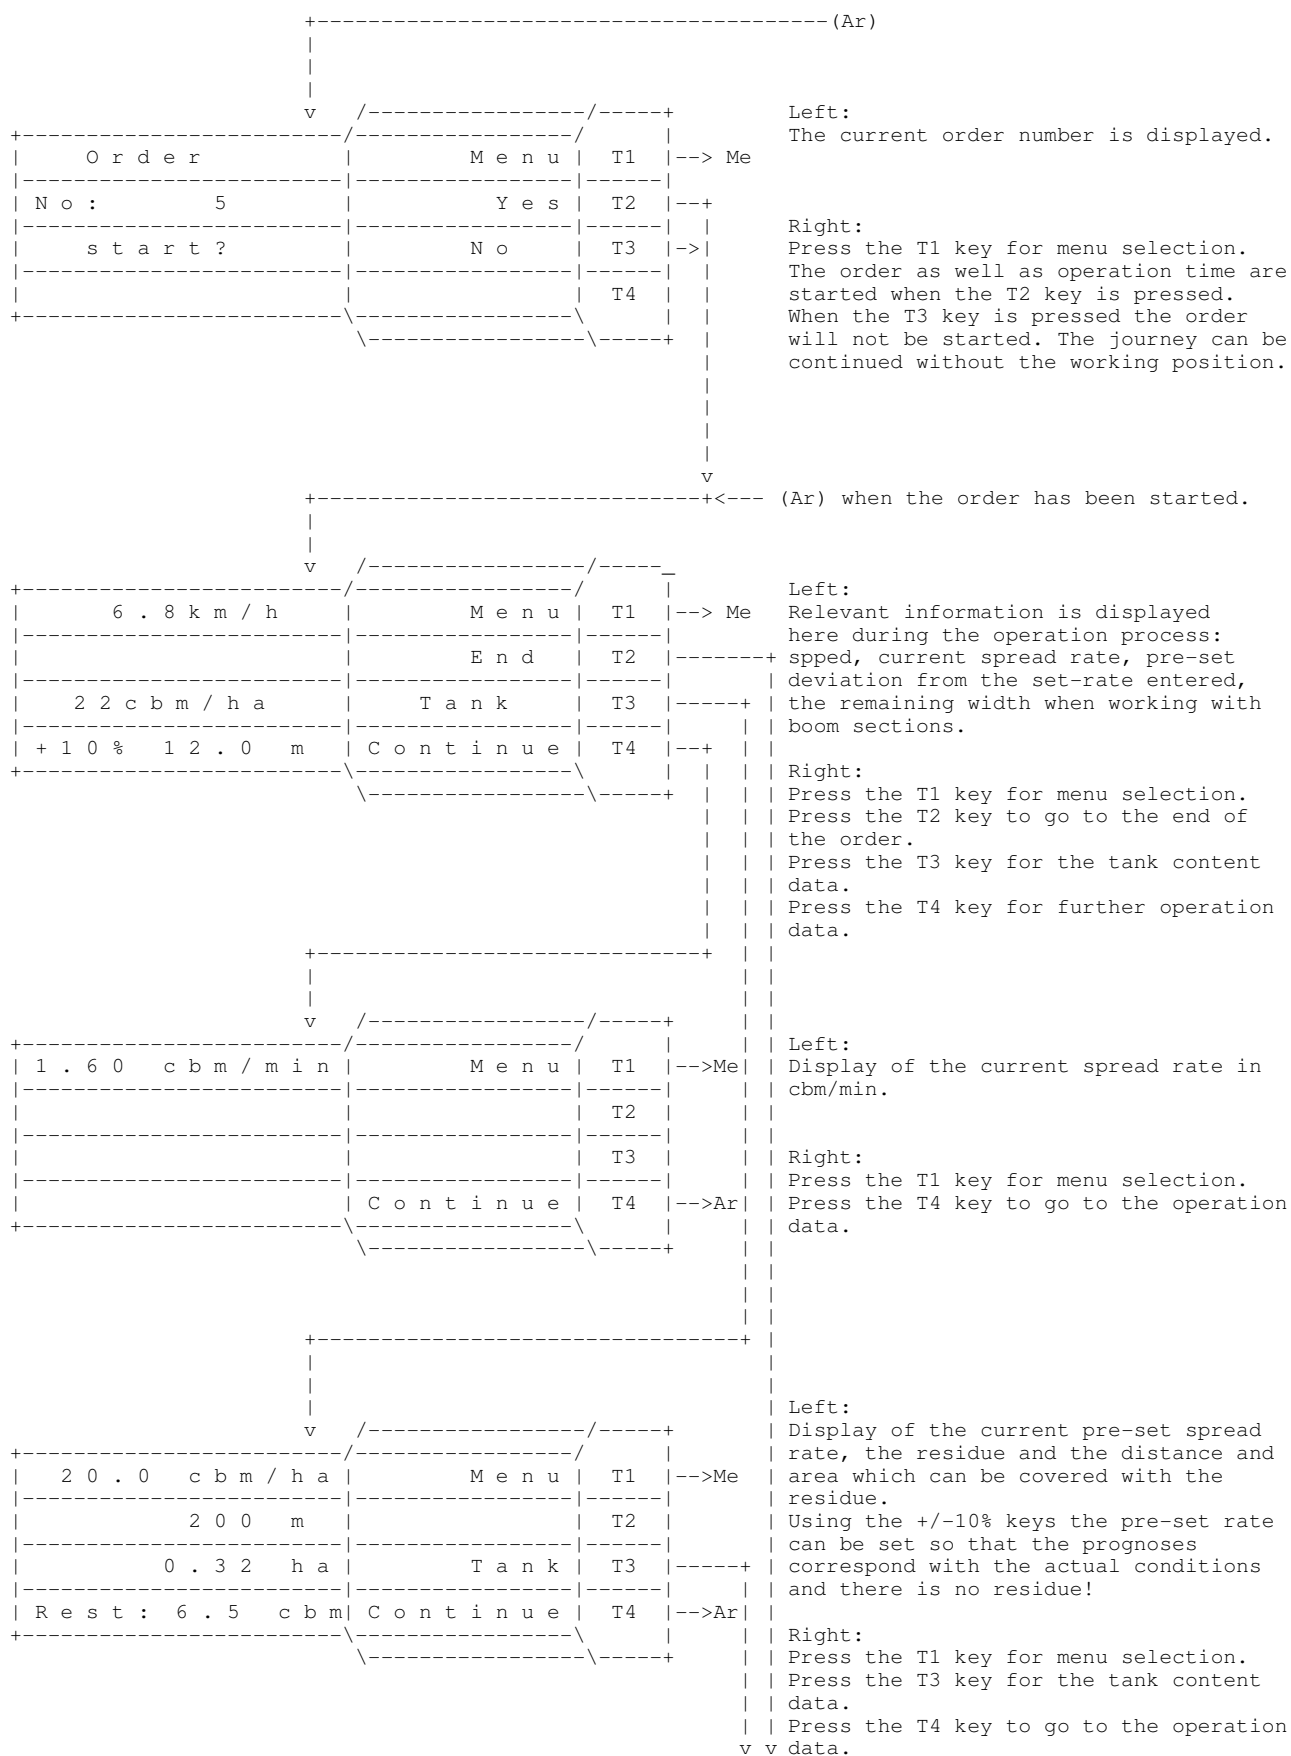 (Ar)
Left:
The current order number is displayed.
Order Menu T1 --> Me
No: 5 Yes T2
Right:
start? No T3
Press the T1 key for menu selection.
The order as well as operation time are
T4
started when the T2 key is pressed.
When the T3 key is pressed the order
will not be started. The journey can be
continued without the working position.
(Ar) when the order has been started.
Left:
6.8km/h Menu T1 --> Me
Relevant information is displayed
here during the operation process:
End T2
spped, current spread rate, pre-set
deviation from the set-rate entered,
22cbm/ha Tank T3
the remaining width when working with
boom sections.
+10% 12.0 m Continue T4
Right:
Press the T1 key for menu selection.
Press the T2 key to go to the end of
the order.
Press the T3 key for the tank content
data.
Press the T4 key for further operation
data.
Left:
1.60 cbm/min Menu T1 -->Me
Display of the current spread rate in
cbm/min.
T2
T3
Right:
Press the T1 key for menu selection.
Continue T4 -->Ar
Press the T4 key to go to the operation
data.
Left:
Display of the current pre-set spread
rate, the residue and the distance and
20.0 cbm/ha Menu T1 -->Me
area which can be covered with the
residue.
200 m T2
Using the +/-10% keys the pre-set rate
can be set so that the prognoses
0.32 ha Tank T3
correspond with the actual conditions
and there is no residue!
Rest: 6.5 cbm Continue T4 -->Ar
Right:
Press the T1 key for menu selection.
Press the T3 key for the tank content
data.
Press the T4 key to go to the operation
data.